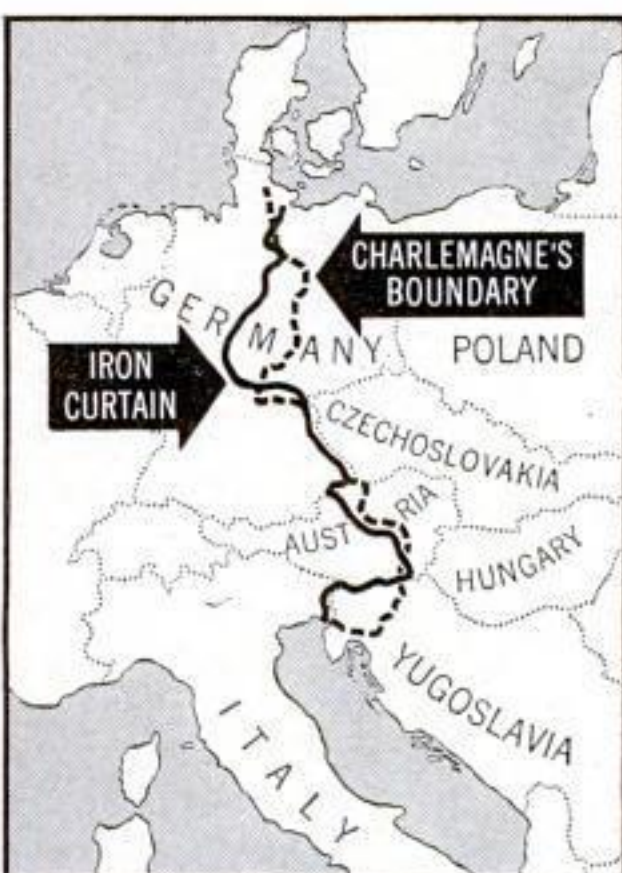 CHARLEMAGNE'S
BOUNDARY
GERMANY
POLAND
IRON
CURTAIN
CZECHOSLOVAKIA
AUSTRIA
HUNGARY
YUGOSLAVIA
ITALY